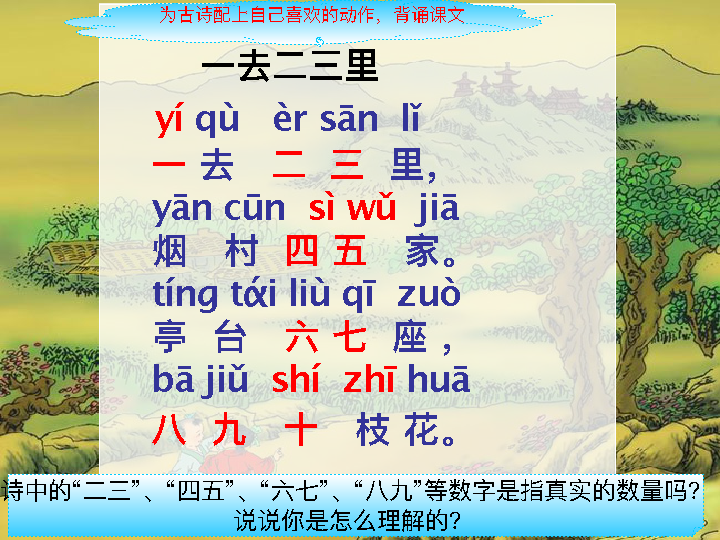 为古诗配上自己喜欢的动作，背诵课文
。
一去二三里
yí qù èr sān lǐ
一 去 二 三 里，
yān cūn sì wǔ jiā
烟 村 四 五 家。
tíng tái liù qī zuò
亭 台 六 七 座，
bā jiǔ shí zhī huā
八 九 十 枝 花。
诗中的“二三”、“四五”、“六七”、“八九”等数字是指真实的数量吗？
说说你是怎么理解的？